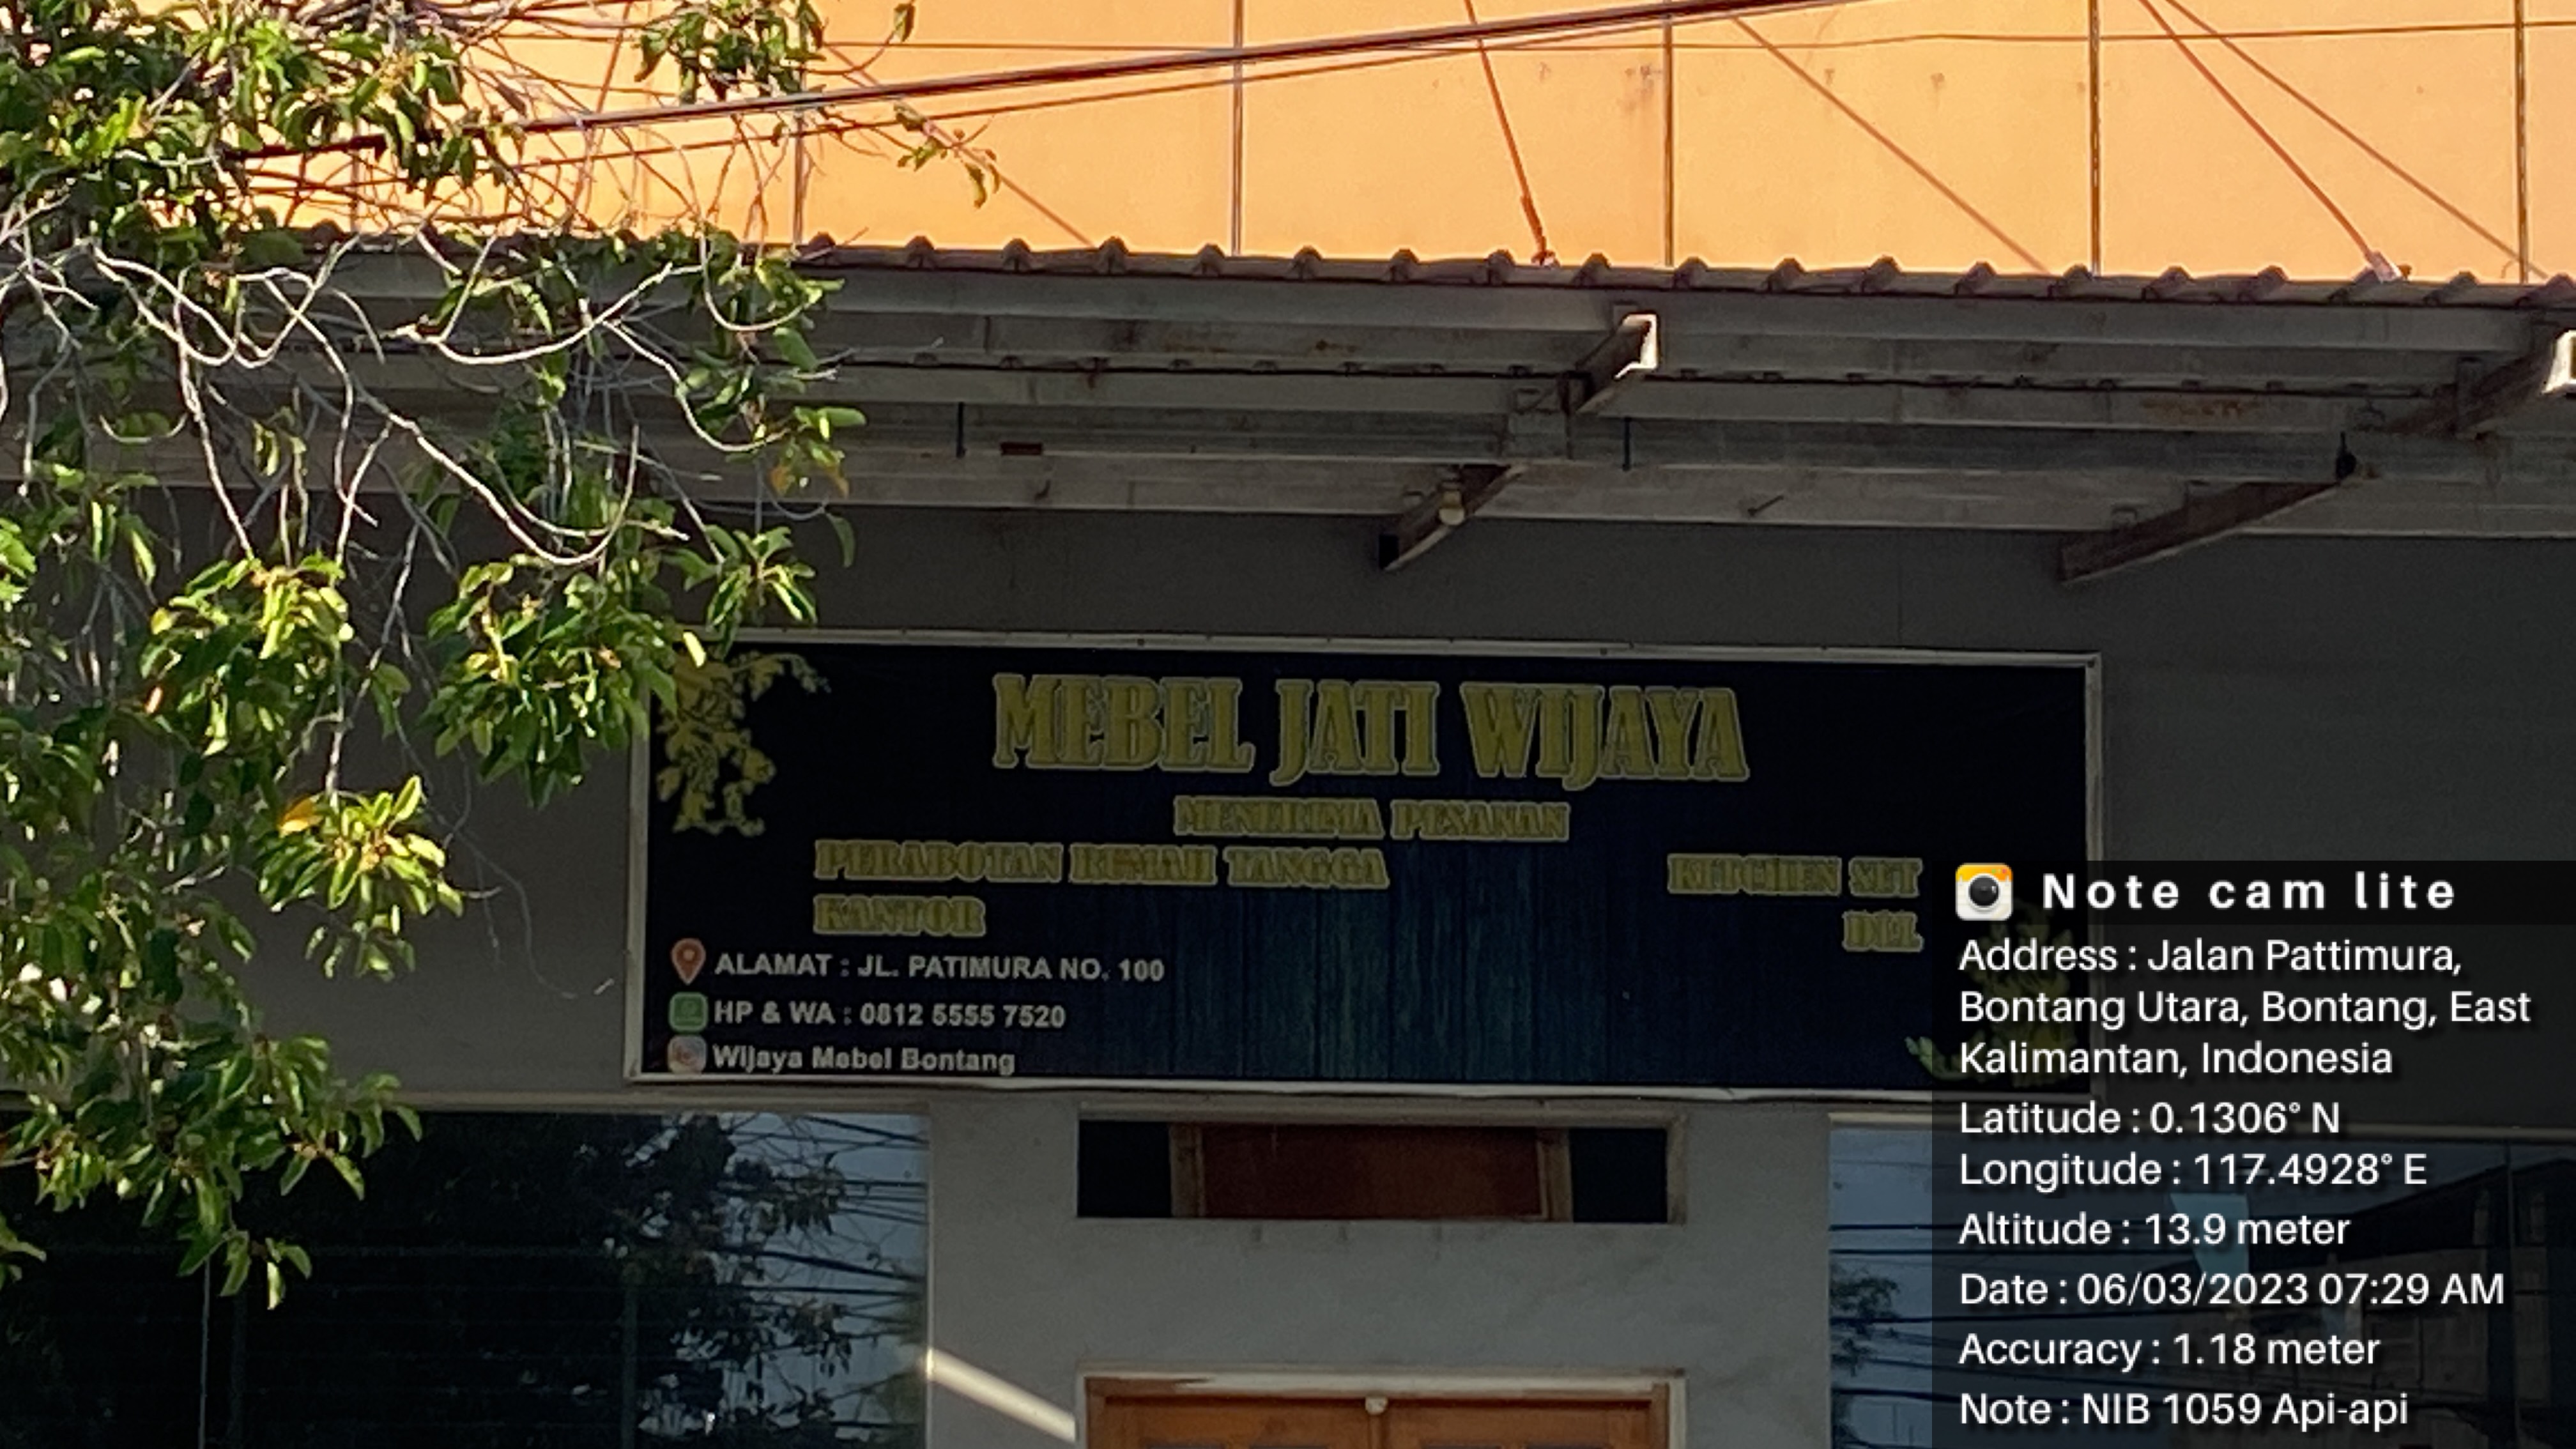 MEBEL JATI WIJAYA
MENERIMA PESANAN
PERABOTAN RUMAH TANGGA
KITCHEN SET
KANTOR
DLL
ALAMAT : JL. PATIMURA NO. 100
HP & WA : 0812 5555 7520
Wijaya Mebel Bontang
Note cam lite
Address : Jalan Pattimura,
Bontang Utara, Bontang, East
Kalimantan, Indonesia
Latitude : 0.1306° N
Longitude : 117.4928° E
Altitude : 13.9 meter
Date : 06/03/2023 07:29 AM
Accuracy : 1.18 meter
Note : NIB 1059 Api-api